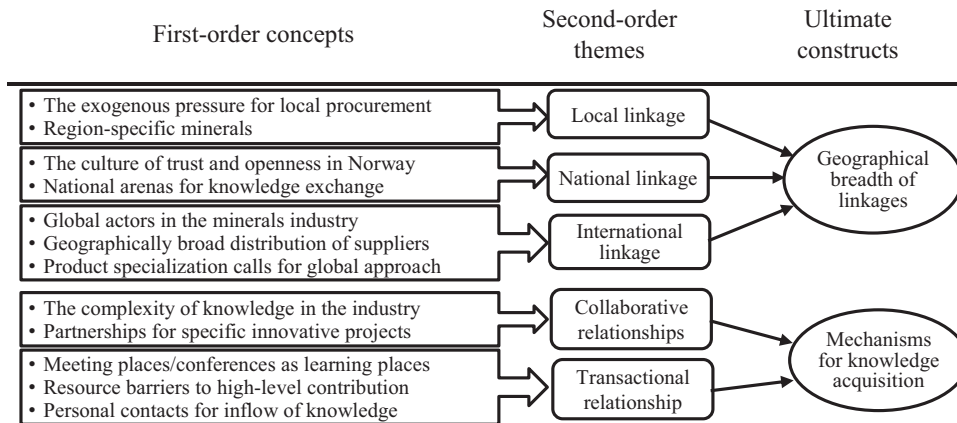 First-order concepts
Second-order
themes
Ultimate
constructs
• The exogenous pressure for local procurement
• Region-specific minerals
Local linkage
• The culture of trust and openness in Norway
• National arenas for knowledge exchange
National linkage
• Global actors in the minerals industry
• Geographically broad distribution of suppliers
• Product specialization calls for global approach
International
linkage
Geographical
breadth of
linkages
• The complexity of knowledge in the industry
• Partnerships for specific innovative projects
Collaborative
relationships
• Meeting places/conferences as learning places
• Resource barriers to high-level contribution
• Personal contacts for inflow of knowledge
Transactional
relationship
Mechanisms
for knowledge
acquisition